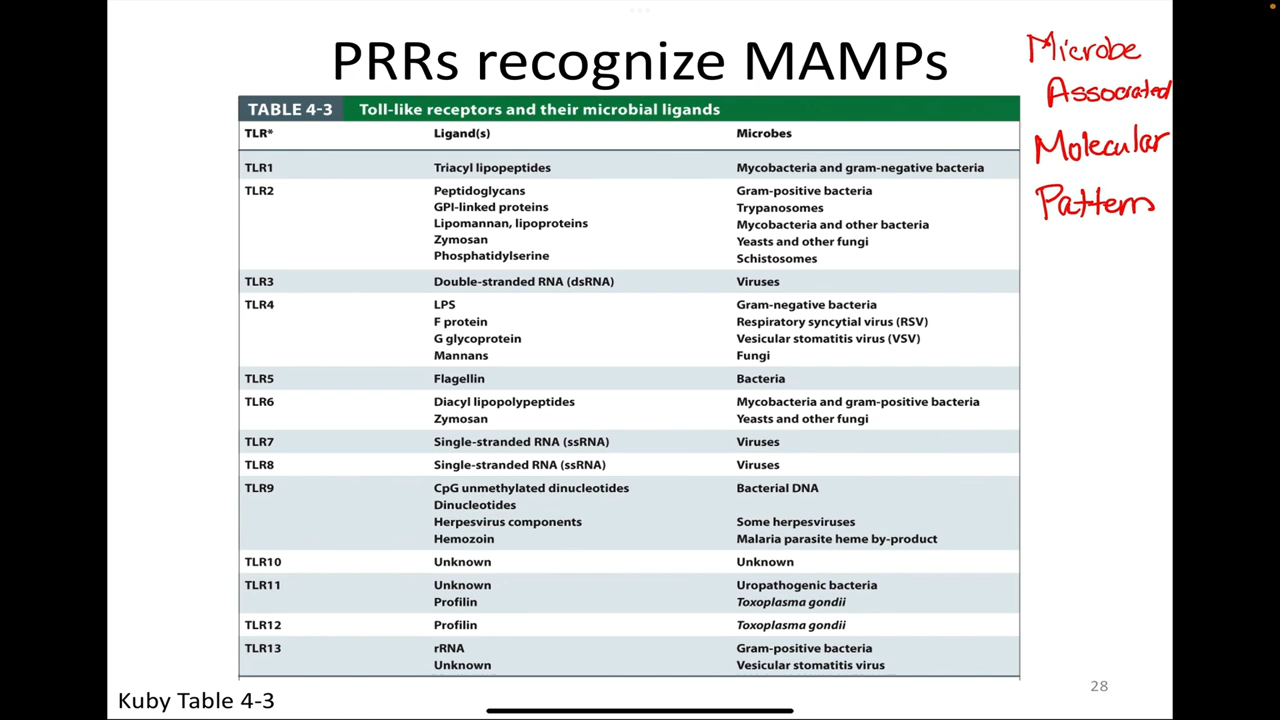 PRRs recognize MAMPs
Microbe
Associated
Molecular
Patterns
TABLE 4-3 Toll-like receptors and their microbial ligands
TLR* Ligand(s) Microbes
TLR1 Triacyl lipopeptides Mycobacteria and gram-negative bacteria
TLR2 Peptidoglycans Gram-positive bacteria
GPI-linked proteins Trypanosomes
Lipomannan, lipoproteins Mycobacteria and other bacteria
Zymosan Yeasts and other fungi
Phosphatidylserine Schistosomes
TLR3 Double-stranded RNA (dsRNA) Viruses
TLR4 LPS Gram-negative bacteria
F protein Respiratory syncytial virus (RSV)
G glycoprotein Vesicular stomatitis virus (VSV)
Mannans Fungi
TLR5 Flagellin Bacteria
TLR6 Diacyl lipopolypeptides Mycobacteria and gram-positive bacteria
Zymosan Yeasts and other fungi
TLR7 Single-stranded RNA (ssRNA) Viruses
TLR8 Single-stranded RNA (ssRNA) Viruses
TLR9 CpG unmethylated dinucleotides Bacterial DNA
Dinucleotides
Herpesvirus components Some herpesviruses
Hemozoin Malaria parasite heme by-product
TLR10 Unknown Unknown
TLR11 Unknown Uropathogenic bacteria
Profilin Toxoplasma gondii
TLR12 Profilin Toxoplasma gondii
TLR13 rRNA Gram-positive bacteria
Unknown Vesicular stomatitis virus
28
Kuby Table 4-3